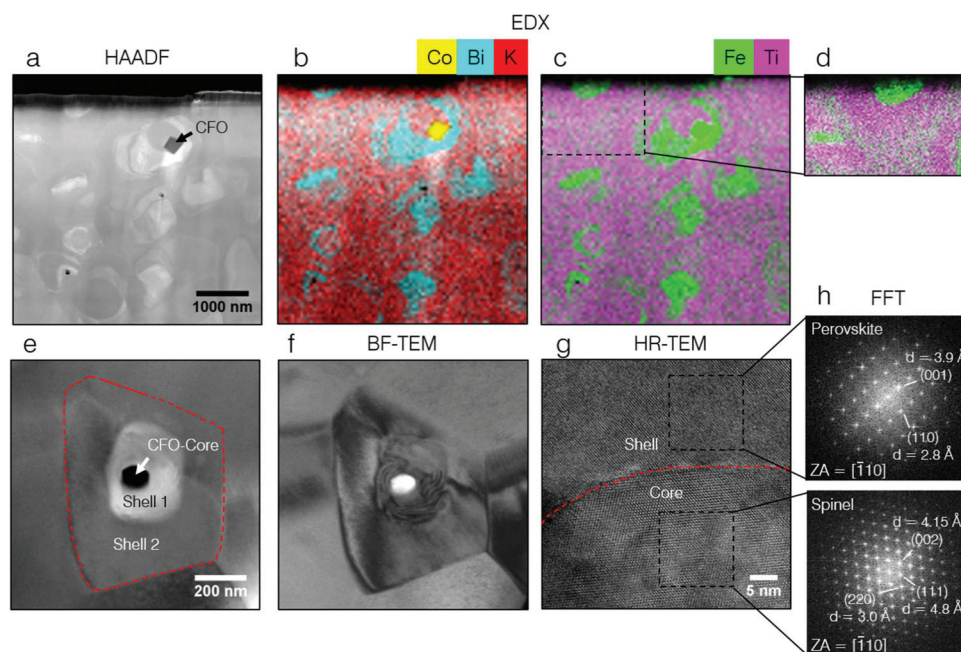 EDX
a HAADF
b Co Bi K
c Fe Ti
d
CFO
1000 nm
h FFT
Perovskite
d = 3.9 Å
(001)
(110)
d = 2.8 Å
ZA = [1̄10]
e
CFO-Core
Shell 1
Shell 2
200 nm
f BF-TEM
g HR-TEM
Shell
Core
5 nm
Spinel
d = 4.15 Å
(002)
(111)
(220)
d = 4.8 Å
d = 3.0 Å
ZA = [1̄10]